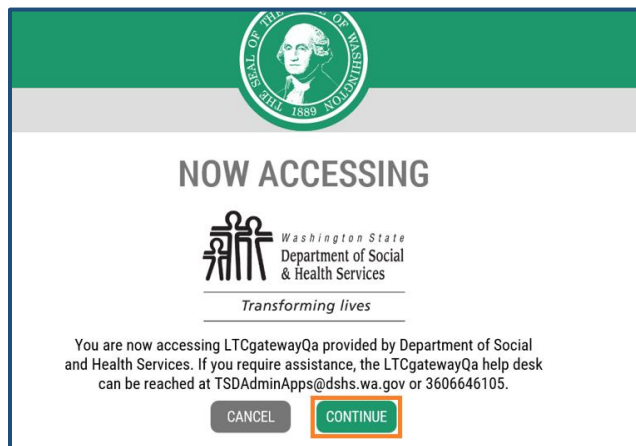 THE SEAL OF THE STATE OF WASHINGTON
1889
NOW ACCESSING
Washington State
Department of Social
& Health Services
Transforming lives
You are now accessing LTCgatewayQa provided by Department of Social
and Health Services. If you require assistance, the LTCgatewayQa help desk
can be reached at TSDAdminApps@dshs.wa.gov or 3606646105.
CANCEL
CONTINUE